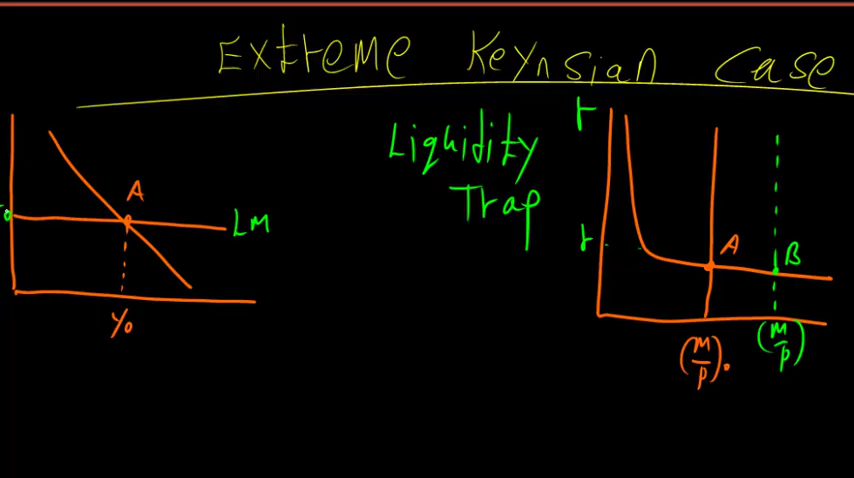 Extreme Keynsian Case
Liquidity
Trap
r
A
LM
Y0
r
A
B
(M/P)0
(M/P)